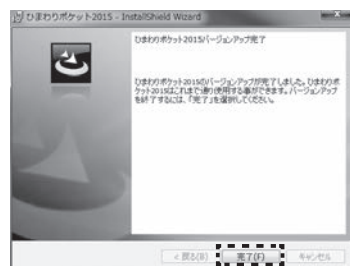 ひまわりポケット2015 - InstallShield Wizard
ひまわりポケット2015バージョンアップ完了
ひまわりポケット2015のバージョンアップが完了しました。ひまわりポ
ケット2015はこれまで通り使用する事ができます。バージョンアップ
を終了するには、「完了」を選択してください。
< 戻る(B)
完了(F)
キャンセル